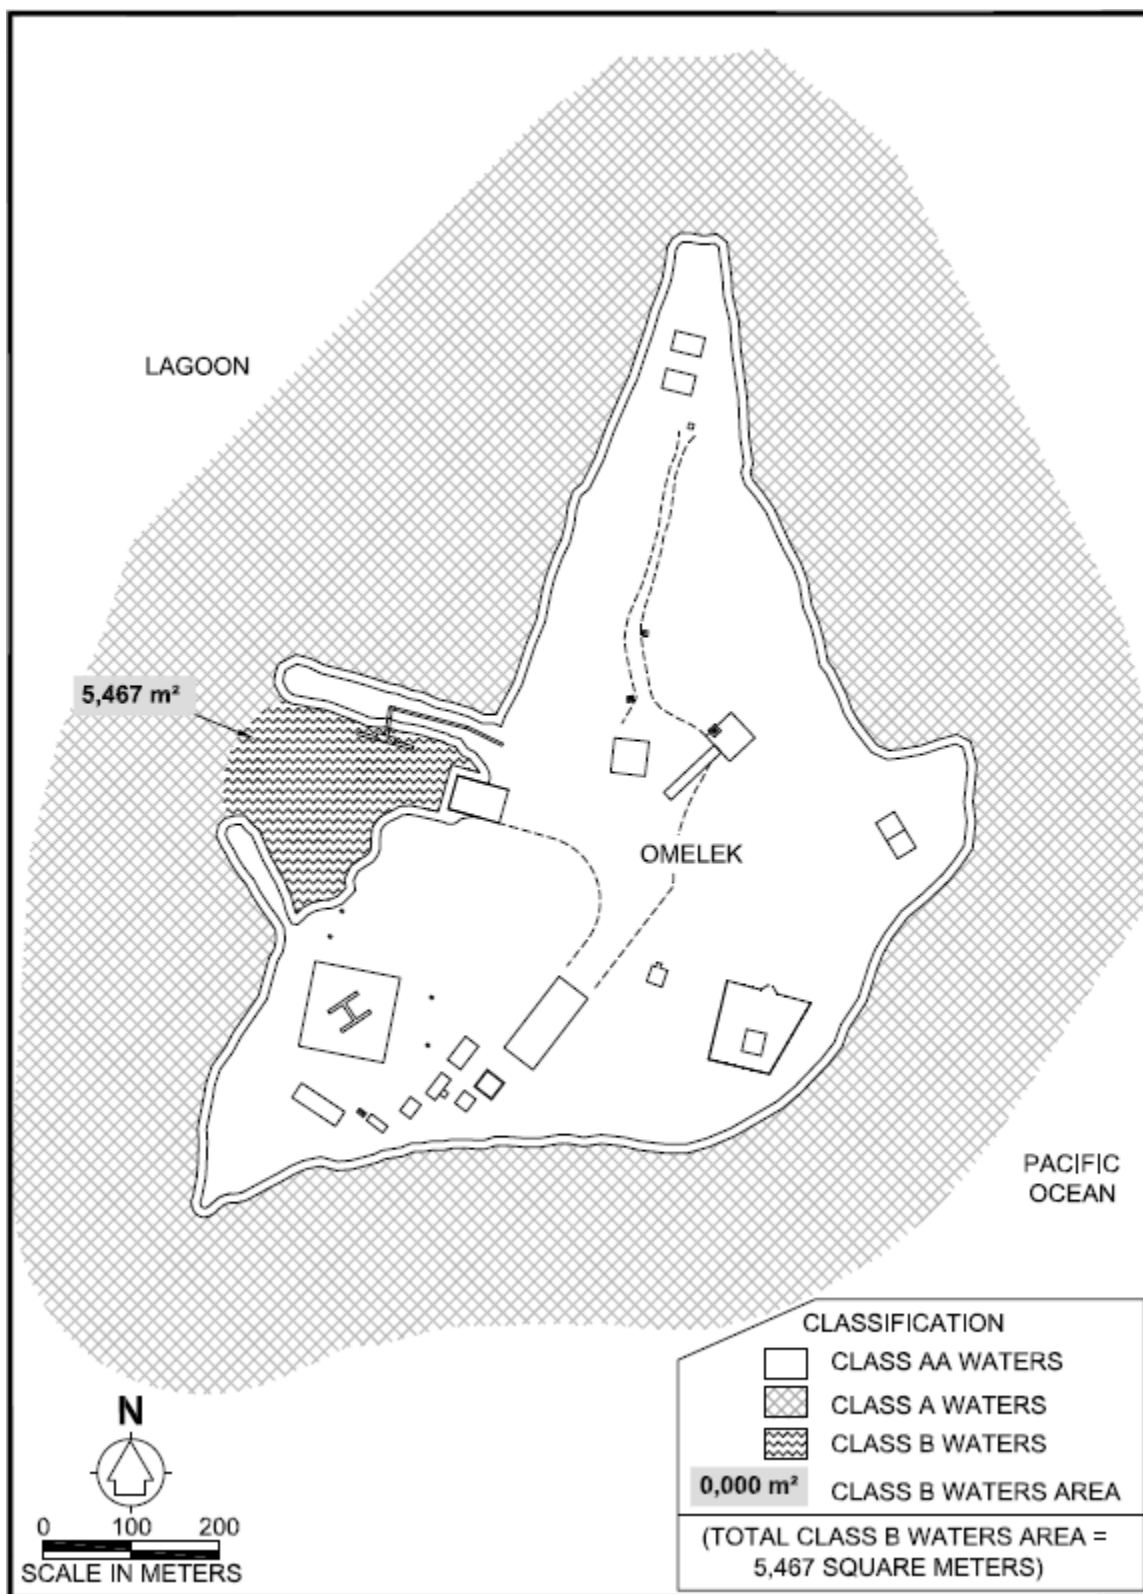 LAGOON
5,467 m²
OMELEK
H
PACIFIC
OCEAN
CLASSIFICATION
CLASS AA WATERS
CLASS A WATERS
CLASS B WATERS
0,000 m² CLASS B WATERS AREA
(TOTAL CLASS B WATERS AREA =
5,467 SQUARE METERS)
N
0 100 200
SCALE IN METERS